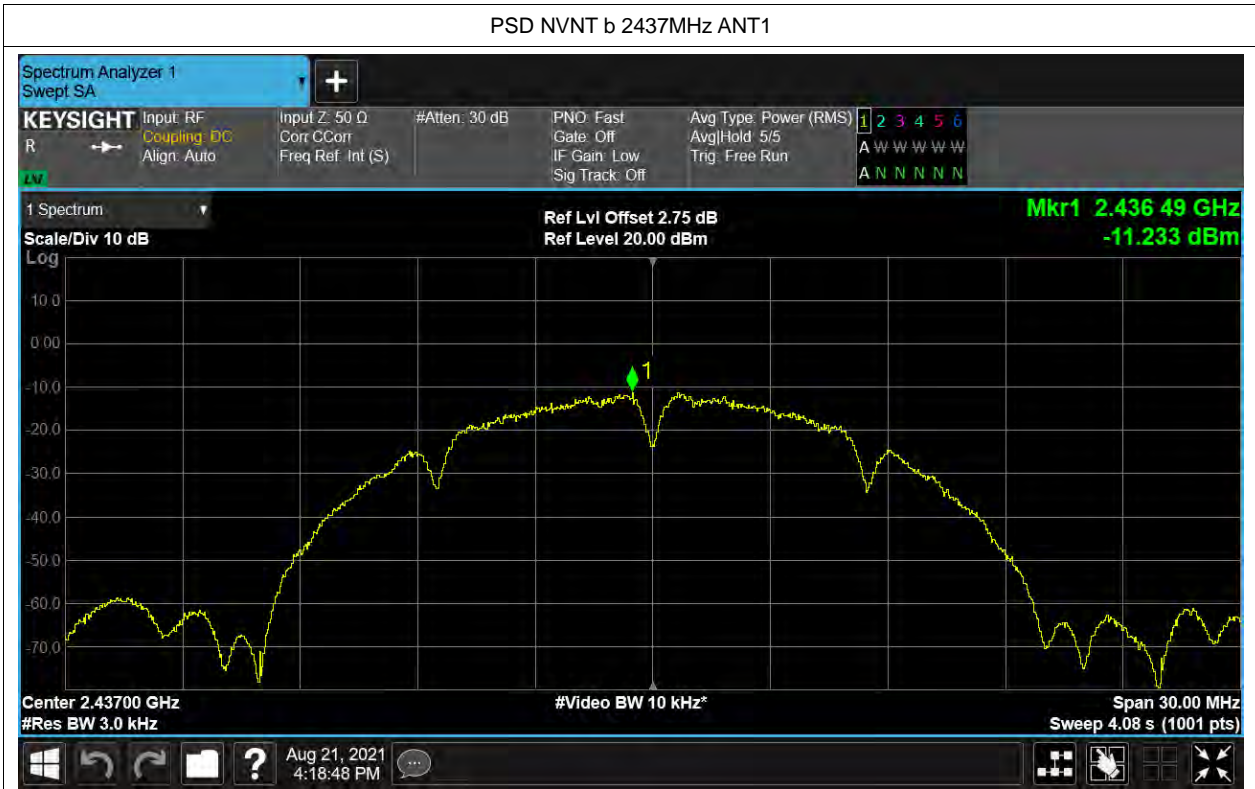 PSD NVNT b 2437MHz ANT1
Spectrum Analyzer 1
Swept SA
+
KEYSIGHT
R
LVI
Input: RF
Coupling: DC
Align: Auto
Input Z: 50 Ω
Corr CCorr
Freq Ref: Int (S)
#Atten: 30 dB
PNO: Fast
Gate: Off
IF Gain: Low
Sig Track: Off
Avg Type: Power (RMS)
Avg|Hold: 5/5
Trig: Free Run
1 2 3 4 5 6
A W W W W W
A N N N N N
1 Spectrum
Scale/Div 10 dB
Ref Lvl Offset 2.75 dB
Ref Level 20.00 dBm
Mkr1 2.436 49 GHz
-11.233 dBm
Log
10.0
0.00
-10.0
-20.0
-30.0
-40.0
-50.0
-60.0
-70.0
1
Center 2.43700 GHz
#Res BW 3.0 kHz
#Video BW 10 kHz*
Span 30.00 MHz
Sweep 4.08 s (1001 pts)
?
Aug 21, 2021
4:18:48 PM